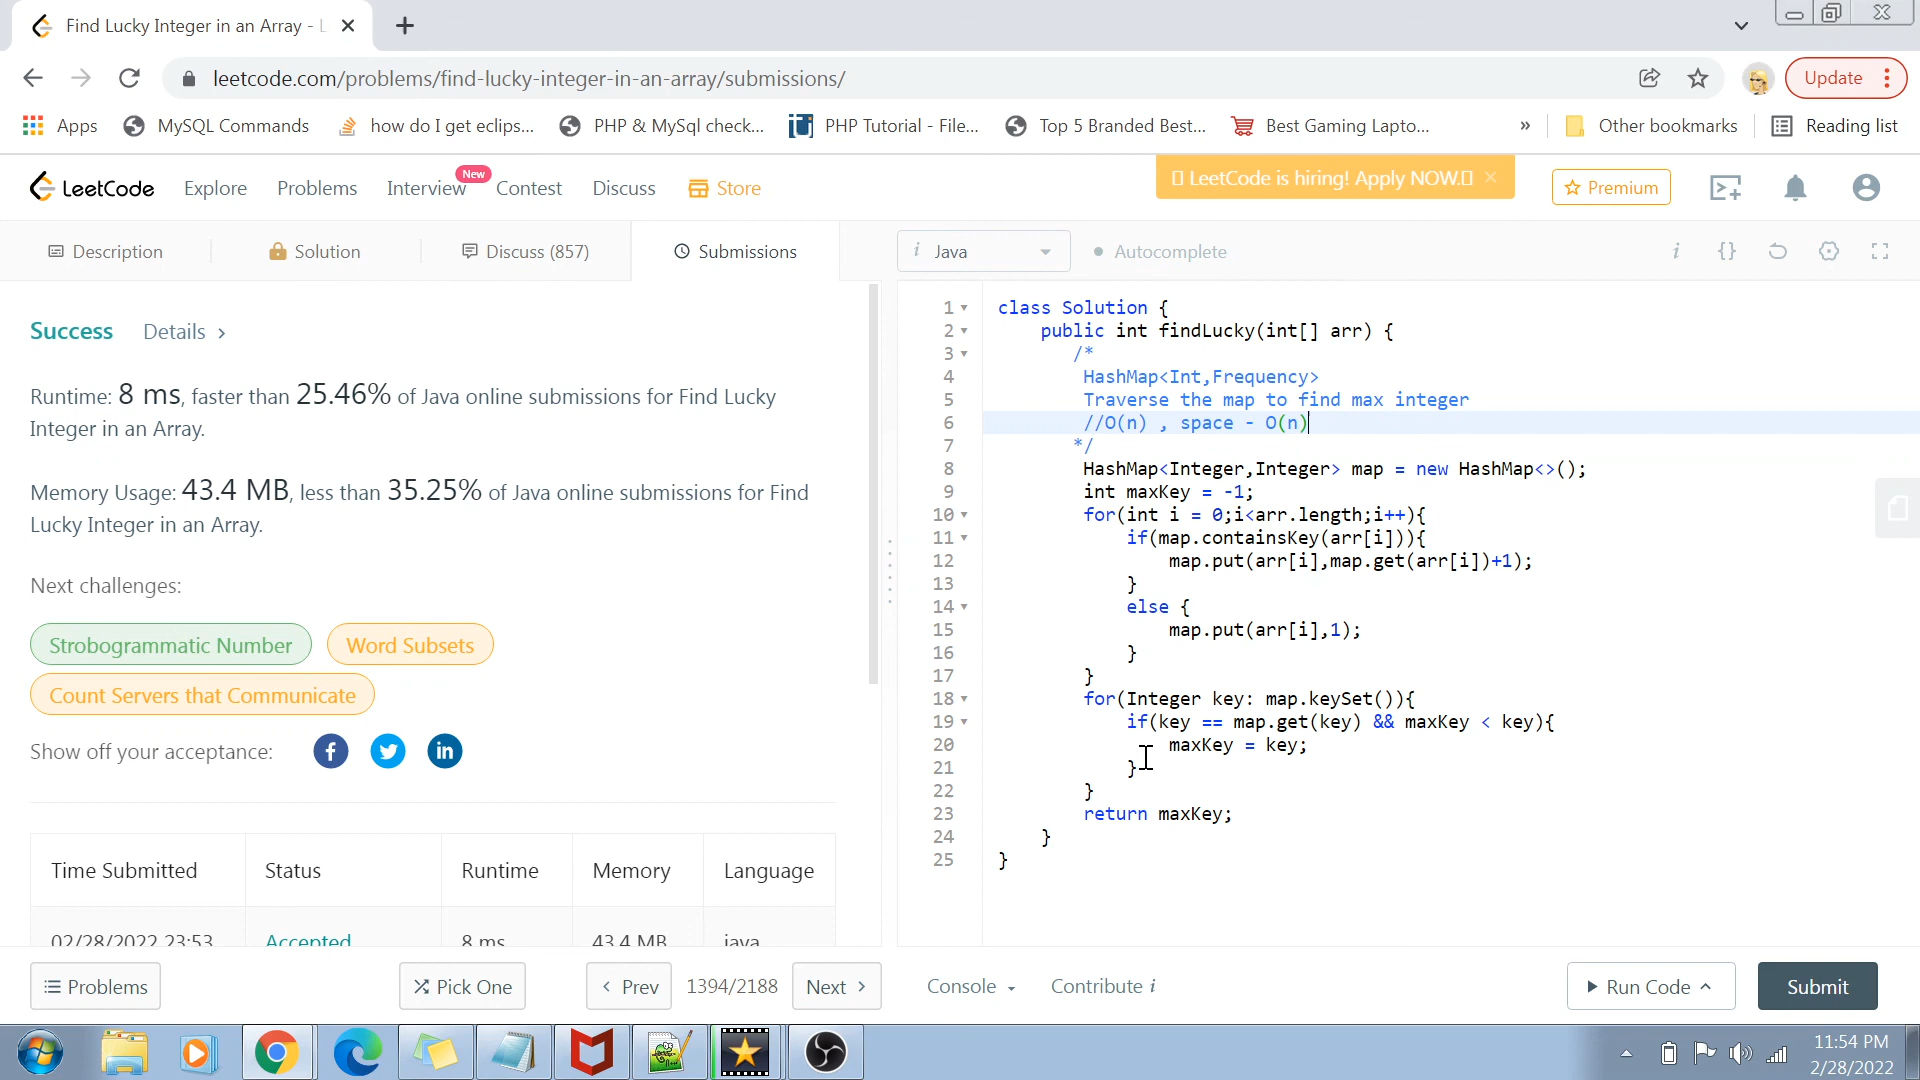 Find Lucky Integer in an Array - L
leetcode.com/problems/find-lucky-integer-in-an-array/submissions/
Update
Apps
MySQL Commands
how do I get eclips...
PHP & MySql check...
PHP Tutorial - File...
Top 5 Branded Best...
Best Gaming Lapto...
»
Other bookmarks
Reading list
LeetCode
Explore
Problems
Interview
New
Contest
Discuss
Store
LeetCode is hiring! Apply NOW.
Premium
Description
Solution
Discuss (857)
Submissions
i Java
Autocomplete
i
{}
Success
Details
Runtime: 8 ms, faster than 25.46% of Java online submissions for Find Lucky
Integer in an Array.
Memory Usage: 43.4 MB, less than 35.25% of Java online submissions for Find
Lucky Integer in an Array.
Next challenges:
Strobogrammatic Number
Word Subsets
Count Servers that Communicate
Show off your acceptance:
Time Submitted
Status
Runtime
Memory
Language
02/28/2022 23:53
Accepted
8 ms
43.4 MB
java
1 class Solution {
2 public int findLucky(int[] arr) {
3 /*
4 HashMap<Int,Frequency>
5 Traverse the map to find max integer
6 //O(n) , space - O(n)
7 */
8 HashMap<Integer,Integer> map = new HashMap<>();
9 int maxKey = -1;
10 for(int i = 0;i<arr.length;i++){
11 if(map.containsKey(arr[i])){
12 map.put(arr[i],map.get(arr[i])+1);
13 }
14 else {
15 map.put(arr[i],1);
16 }
17 }
18 for(Integer key: map.keySet()){
19 if(key == map.get(key) && maxKey < key){
20 maxKey = key;
21 }
22 }
23 return maxKey;
24 }
25 }
Problems
Pick One
Prev
1394/2188
Next
Console
Contribute i
Run Code
Submit
11:54 PM
2/28/2022